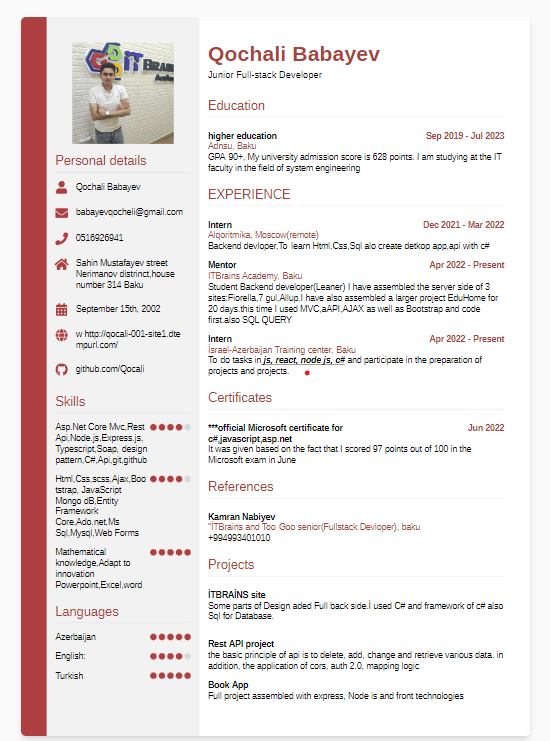 iT BRAINS
Personal details
Qochali Babayev
babayevqocheli@gmail.com
0516926941
Sahin Mustafayev street
Nerimanov distrinct,house
number 314 Baku
September 15th, 2002
w http://qocali-001-site1.dte
mpurl.com/
github.com/Qocali
Skills
Asp.Net Core Mvc,Rest
Api,Node.js,Express.js,
Typescript,Soap, design
pattern,C#,Api,git,github
Html,Css,scss,Ajax,Boo
tstrap, JavaScript
Mongo dB,Entity
Framework
Core,Ado.net,Ms
Sql,Mysql,Web Forms
Mathematical
knowledge,Adapt to
innovation
Powerpoint,Excel,word
Languages
Azerbaijan
English:
Turkish
Qochali Babayev
Junior Full-stack Developer
Education
higher education Sep 2019 - Jul 2023
Adnsu, Baku
GPA 90+, My university admission score is 628 points. I am studying at the IT
faculty in the field of system engineering
EXPERIENCE
Intern Dec 2021 - Mar 2022
Alqoritmika, Moscow(remote)
Backend devloper,To learn Html,Css,Sql alo create detkop app,api with c#
Mentor Apr 2022 - Present
ITBrains Academy, Baku
Student Backend developer(Leaner) I have assembled the server side of 3
sites:Fiorella,7 gul,Allup.I have also assembled a larger project EduHome for
20 days.this time I used MVC,aAPI,AJAX as well as Bootstrap and code
first.also SQL QUERY
Intern Apr 2022 - Present
Israel-Azerbaijan Training center, Baku
To do tasks in js, react, node js, c# and participate in the preparation of
projects and projects.
Certificates
***official Microsoft certificate for Jun 2022
c#,javascript,asp.net
It was given based on the fact that I scored 97 points out of 100 in the
Microsoft exam in June
References
Kamran Nabiyev
"ITBrains and Too Goo senior(Fullstack Devloper), baku
+994993401010
Projects
İTBRAİNS site
Some parts of Design aded Full back side.İ used C# and framework of c# also
Sql for Database.
Rest API project
the basic principle of api is to delete, add, change and retrieve various data. in
addition, the application of cors, auth 2.0, mapping logic
Book App
Full project assembled with express, Node is and front technologies